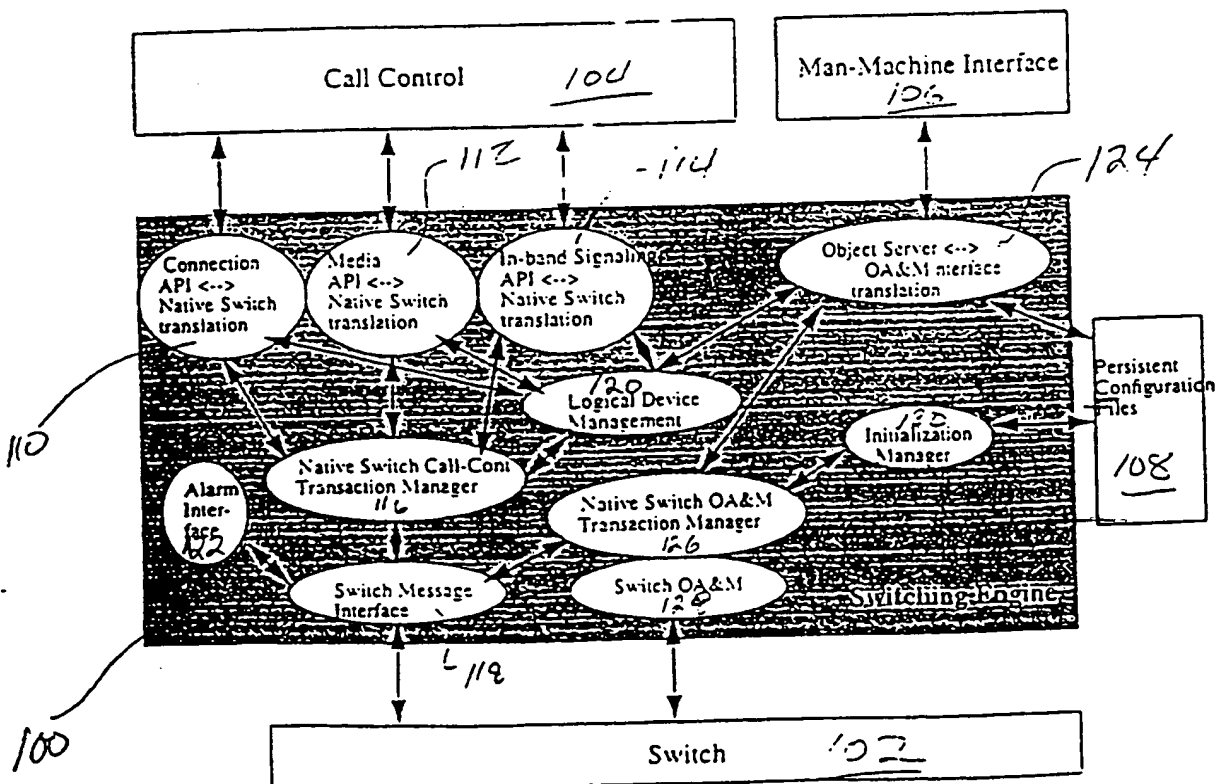 Call Control 104
Man-Machine Interface
106
112
114
124
Connection
API <-->
Native Switch
translation
Media
API <-->
Native Switch
translation
In-band Signaling
API <-->
Native Switch
translation
Object Server <-->
OA&M Interface
translation
Persistent
Configuration
Files
108
120
Logical Device
Management
130
Initialization
Manager
110
Native Switch Call-Cont
Transaction Manager
116
Alarm
Inter-
face
122
Native Switch OA&M
Transaction Manager
126
Switch Message
Interface
Switch OA&M
128
Switching Engine
118
100
Switch 102